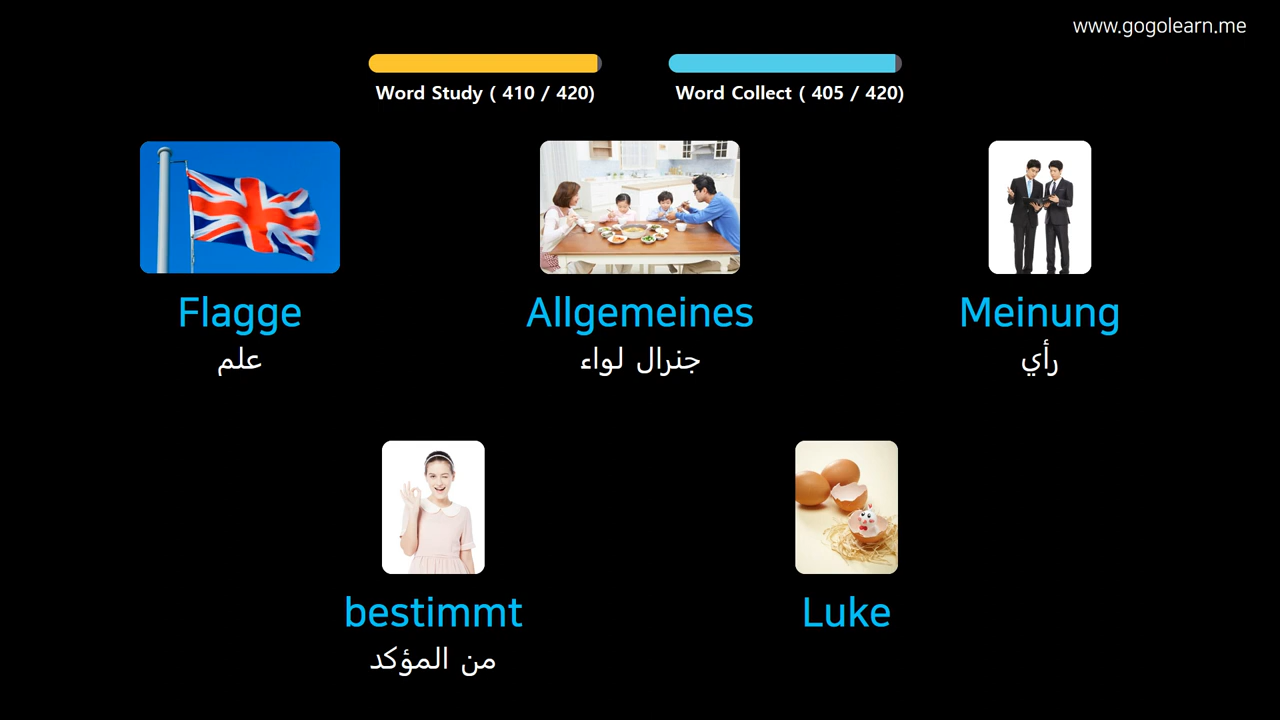 www.gogolearn.me
Word Study ( 410 / 420)
Word Collect ( 405 / 420)
Flagge
علم
Allgemeines
جنرال لواء
Meinung
رأي
bestimmt
من المؤكد
Luke